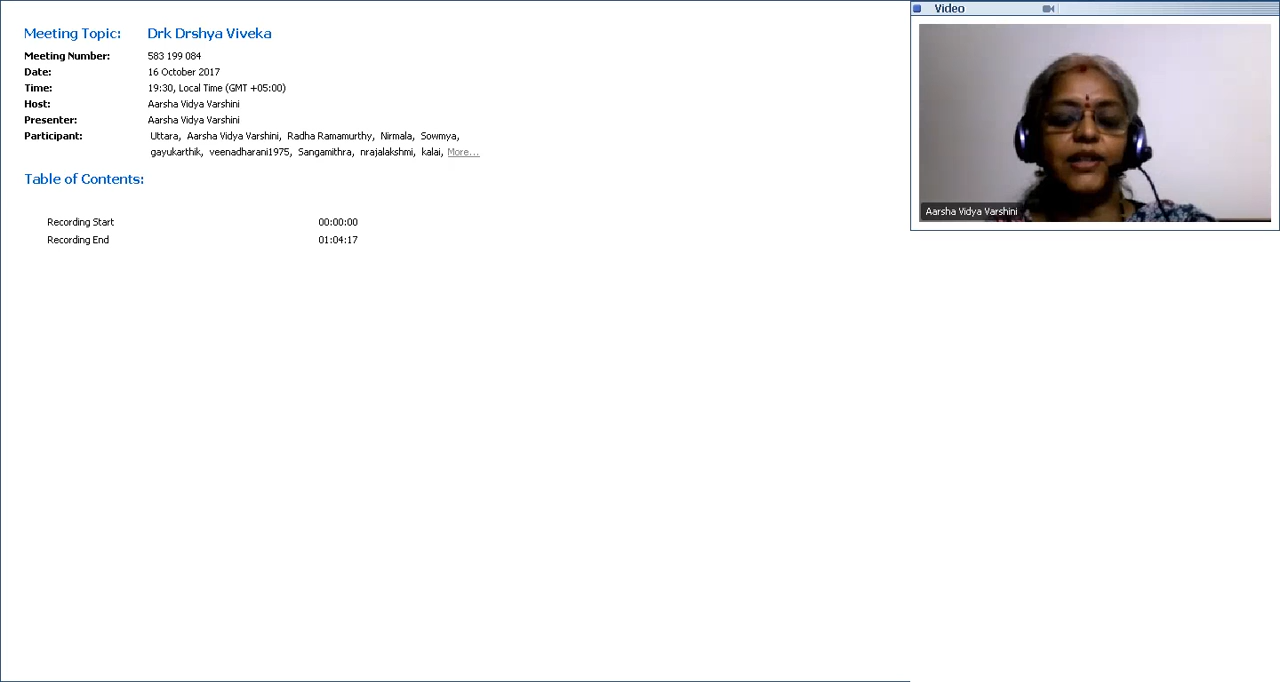 Meeting Topic: Drk Drshya Viveka
Meeting Number: 583 199 084
Date: 16 October 2017
Time: 19:30, Local Time (GMT +05:00)
Host: Aarsha Vidya Varshini
Presenter: Aarsha Vidya Varshini
Participant: Uttara, Aarsha Vidya Varshini, Radha Ramamurthy, Nirmala, Sowmya,
gayukarthik, veenadharani1975, Sangamithra, nrajalakshmi, kalai, More...
Table of Contents:
Recording Start 00:00:00
Recording End 01:04:17
Video
Aarsha Vidya Varshini